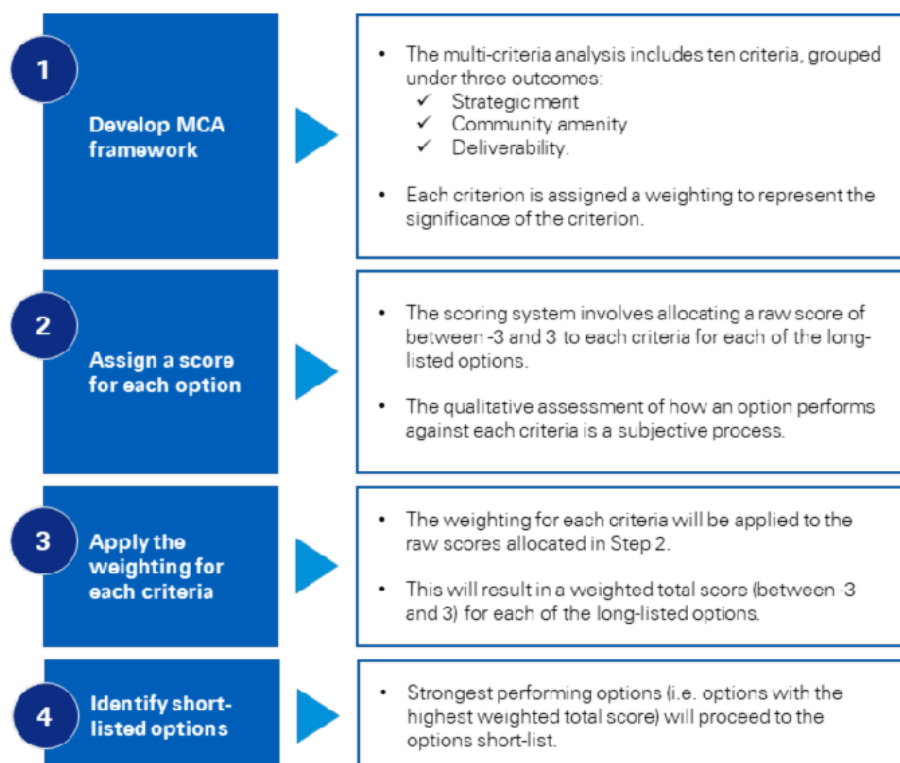 1
Develop MCA
framework
• The multi-criteria analysis includes ten criteria, grouped
under three outcomes:
✓ Strategic merit
✓ Community amenity
✓ Deliverability.
• Each criterion is assigned a weighting to represent the
significance of the criterion.
2
Assign a score
for each option
• The scoring system involves allocating a raw score of
between -3 and 3 to each criteria for each of the long-
listed options.
• The qualitative assessment of how an option performs
against each criteria is a subjective process.
3
Apply the
weighting for
each criteria
• The weighting for each criteria will be applied to the
raw scores allocated in Step 2.
• This will result in a weighted total score (between -3
and 3) for each of the long-listed options.
4
Identify short-
listed options
• Strongest performing options (i.e. options with the
highest weighted total score) will proceed to the
options short-list.